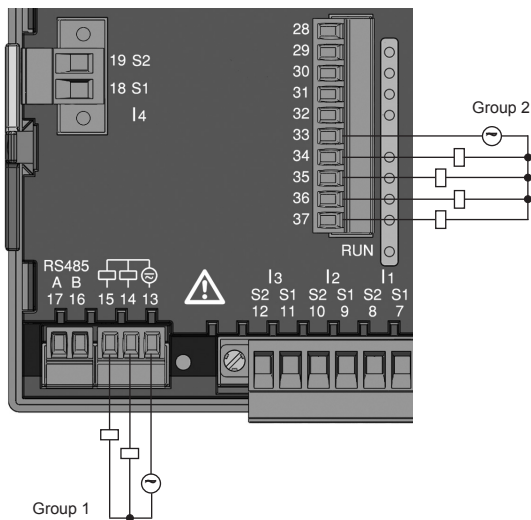 28
19 S2
29
30
18 S1
31
I4
32
33
Group 2
34
35
36
37
RUN
RS485
A B
17 16 15 14 13
I3 I2 I1
S2 S1 S2 S1 S2 S1
12 11 10 9 8 7
Group 1